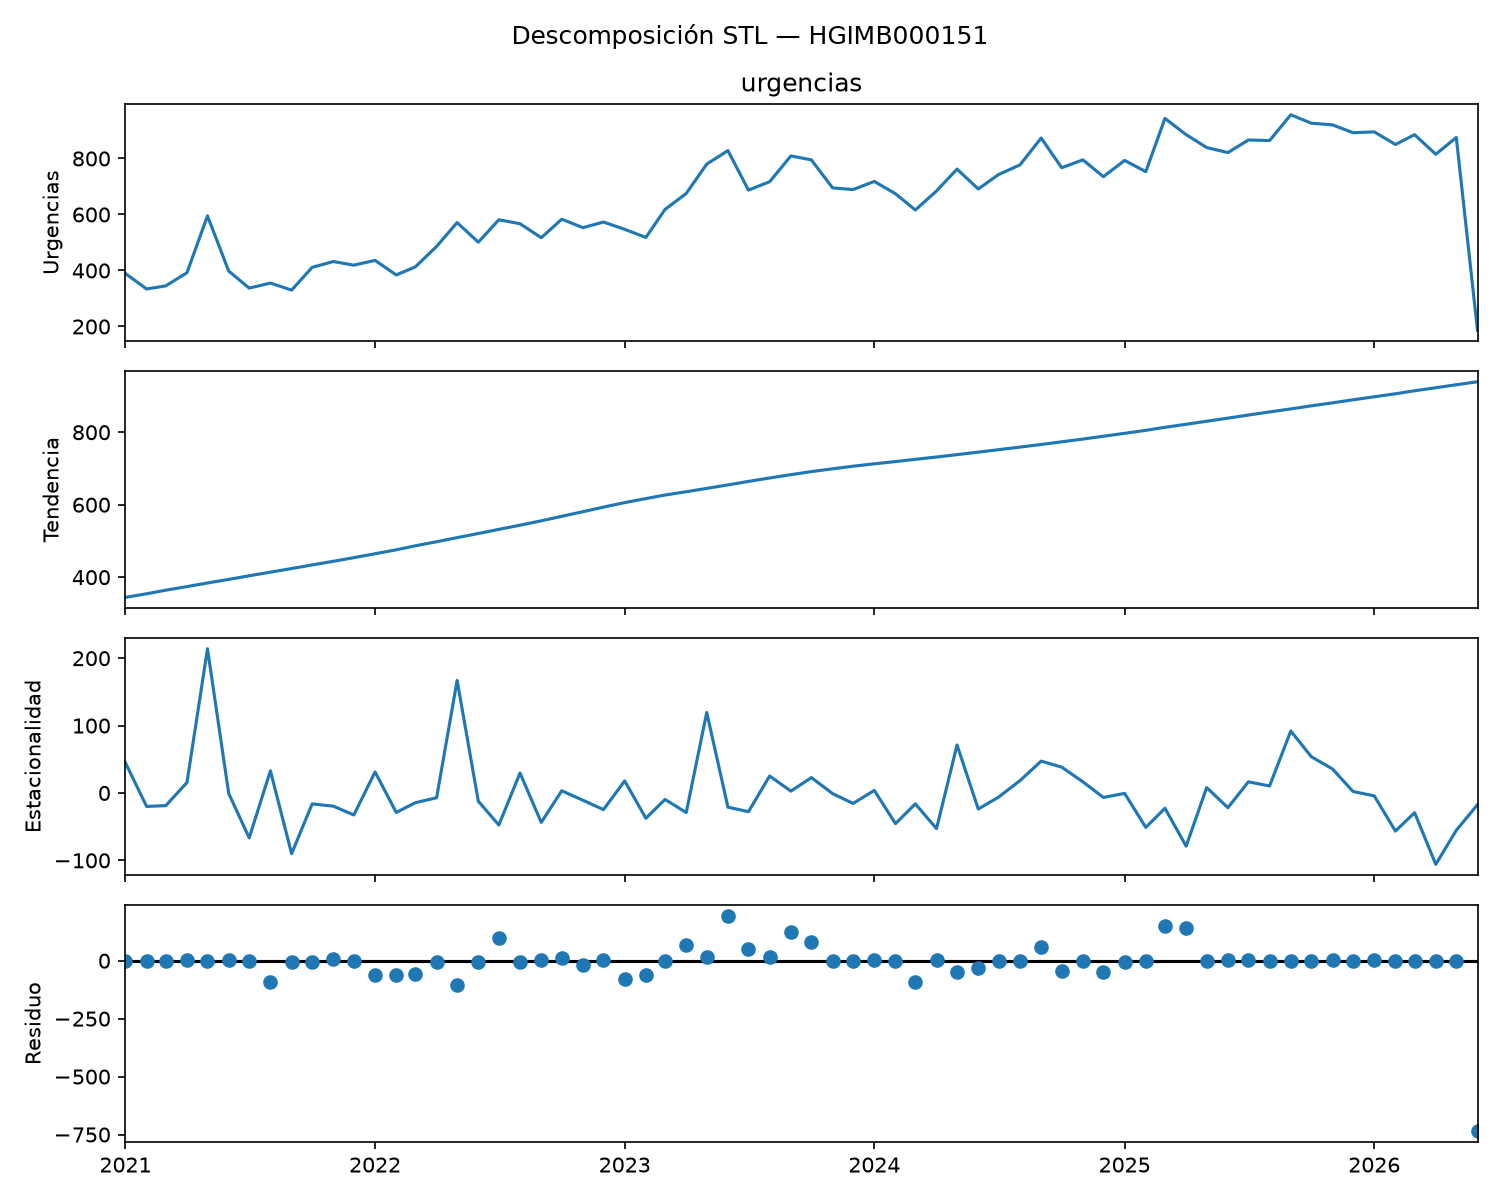 Descomposición STL — HGIMB000151
urgencias
Urgencias
800
600
400
200
Tendencia
800
600
400
Estacionalidad
200
100
0
−100
Residuo
0
−250
−500
−750
2021 2022 2023 2024 2025 2026